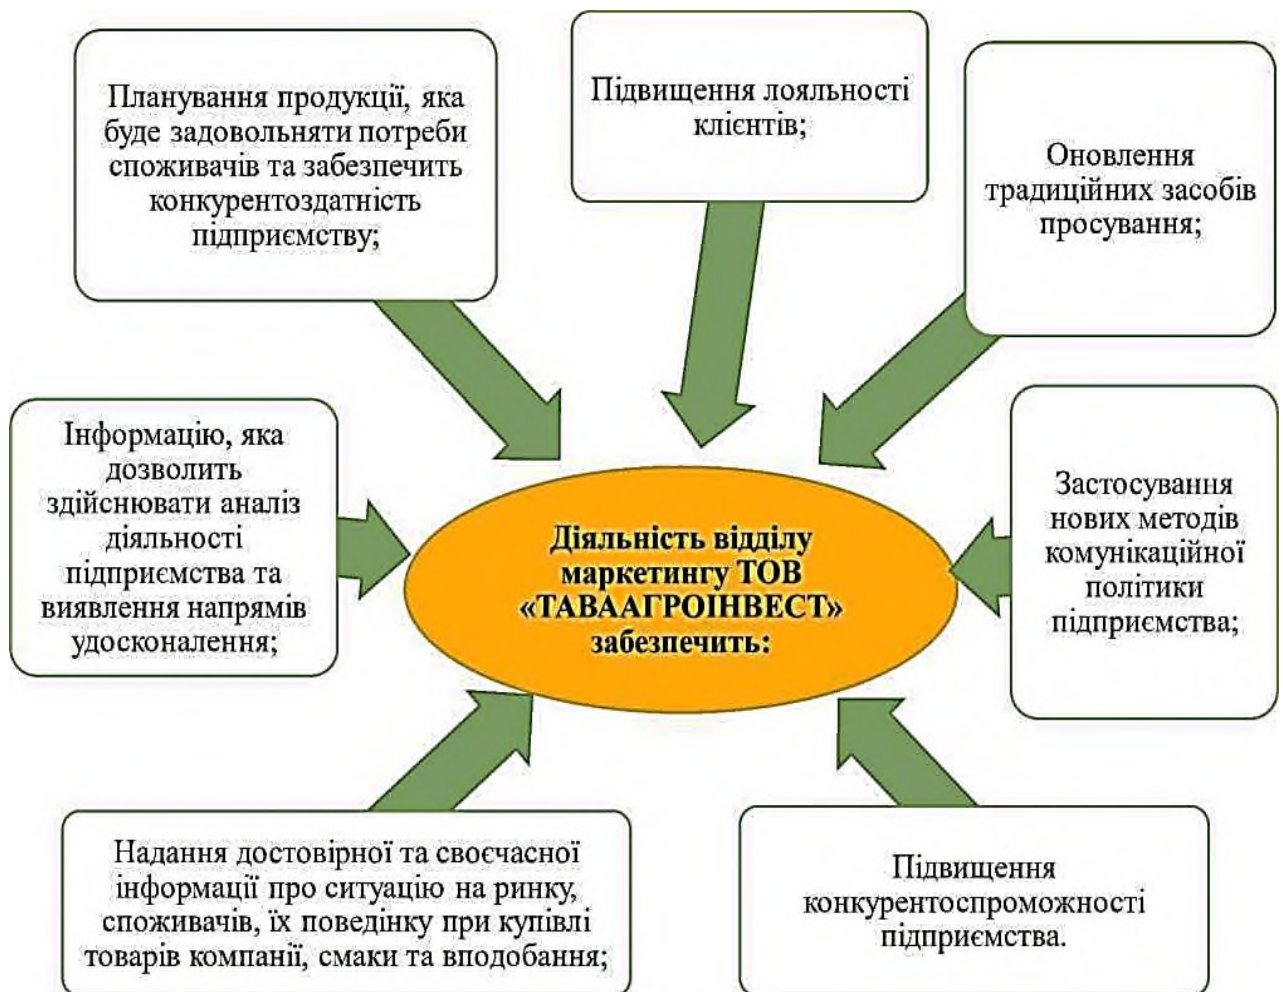 Планування продукції, яка
буде задовольняти потреби
споживачів та забезпечить
конкурентоздатність
підприємству;
Підвищення лояльності
клієнтів;
Оновлення
традиційних засобів
просування;
Інформацію, яка
дозволить
здійснювати аналіз
діяльності
підприємства та
виявлення напрямів
удосконалення;
Діяльність відділу
маркетингу ТОВ
«ТАВААГРОІНВЕСТ»
забезпечить:
Застосування
нових методів
комунікаційної
політики
підприємства;
Надання достовірної та своєчасної
інформації про ситуацію на ринку,
споживачів, їх поведінку при купівлі
товарів компанії, смаки та вподобання;
Підвищення
конкурентоспроможності
підприємства.